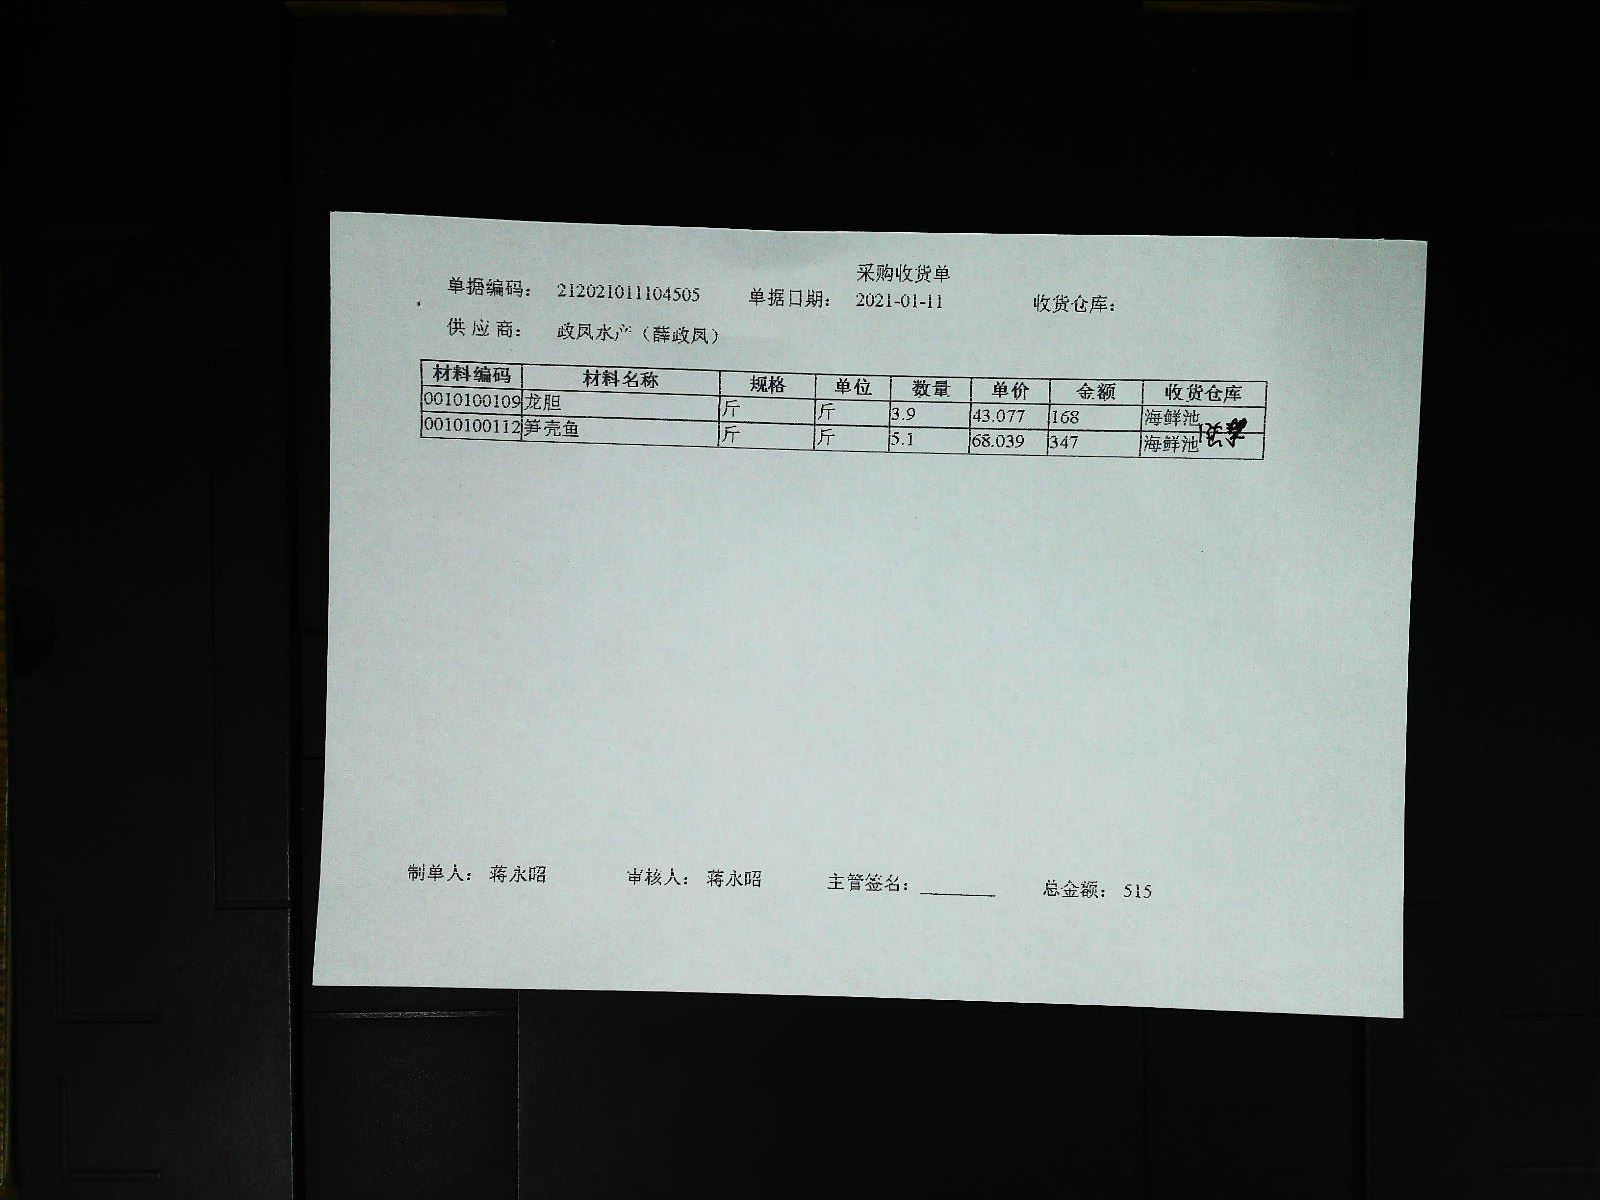 采购收货单
单据编码： 212021011104505 单据日期： 2021-01-11 收货仓库：
供应商： 政凤水产（薛政凤）
材料编码 材料名称 规格 单位 数量 单价 金额 收货仓库
0010100109 龙胆 斤 斤 3.9 43.077 168 海鲜池
0010100112 笋壳鱼 斤 斤 5.1 68.039 347 海鲜池
制单人： 蒋永昭 审核人： 蒋永昭 主管签名： 总金额： 515